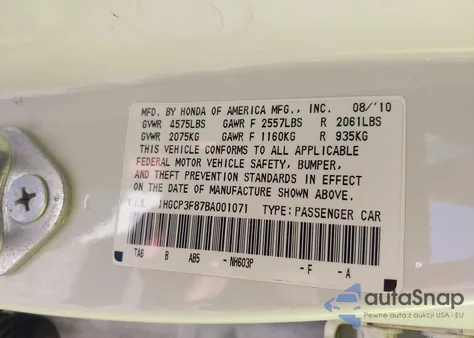 MFD. BY HONDA OF AMERICA MFG., INC. 08/'10
GVWR 4575LBS GAWR F 2557LBS R 2061LBS
GVWR 2075KG GAWR F 1160KG R 935KG
THIS VEHICLE CONFORMS TO ALL APPLICABLE
FEDERAL MOTOR VEHICLE SAFETY, BUMPER,
AND THEFT PREVENTION STANDARDS IN EFFECT
ON THE DATE OF MANUFACTURE SHOWN ABOVE.
V.I.N. 1HGCP3F87BA001071 TYPE:PASSENGER CAR
TA6 B AB5 -NH603P -F -A
autoSnap
Pewne auta z aukcji USA i EU